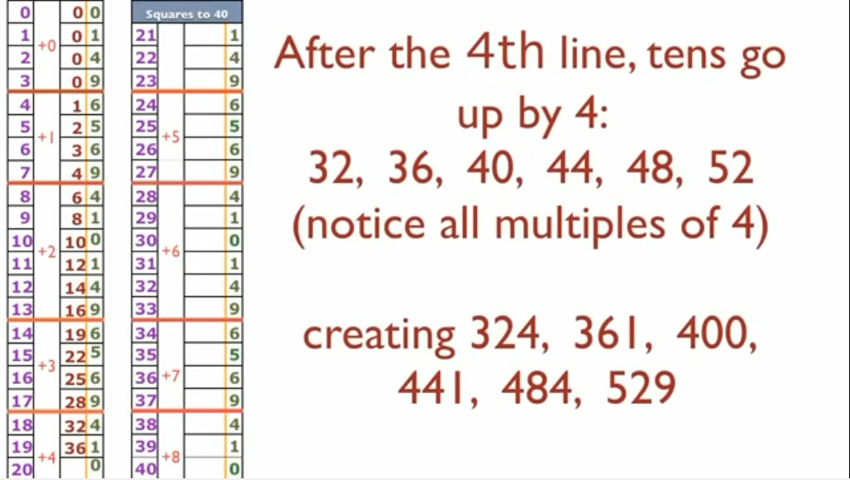 0 0 0
1 0 1
+0
2 0 4
3 0 9
4 1 6
5 2 5
+1
6 3 6
7 4 9
8 6 4
9 8 1
10 10 0
+2
11 12 1
12 14 4
13 16 9
14 19 6
15 22 5
+3
16 25 6
17 28 9
18 32 4
19 36 1
+4
20 0
Squares to 40
21 1
22 4
23 9
24 6
25 5
+5
26 6
27 9
28 4
29 1
30 0
+6
31 1
32 4
33 9
34 6
35 5
36 +7 6
37 9
38 4
39 1
+8
40 0
After the 4th line, tens go
up by 4:
32, 36, 40, 44, 48, 52
(notice all multiples of 4)
creating 324, 361, 400,
441, 484, 529